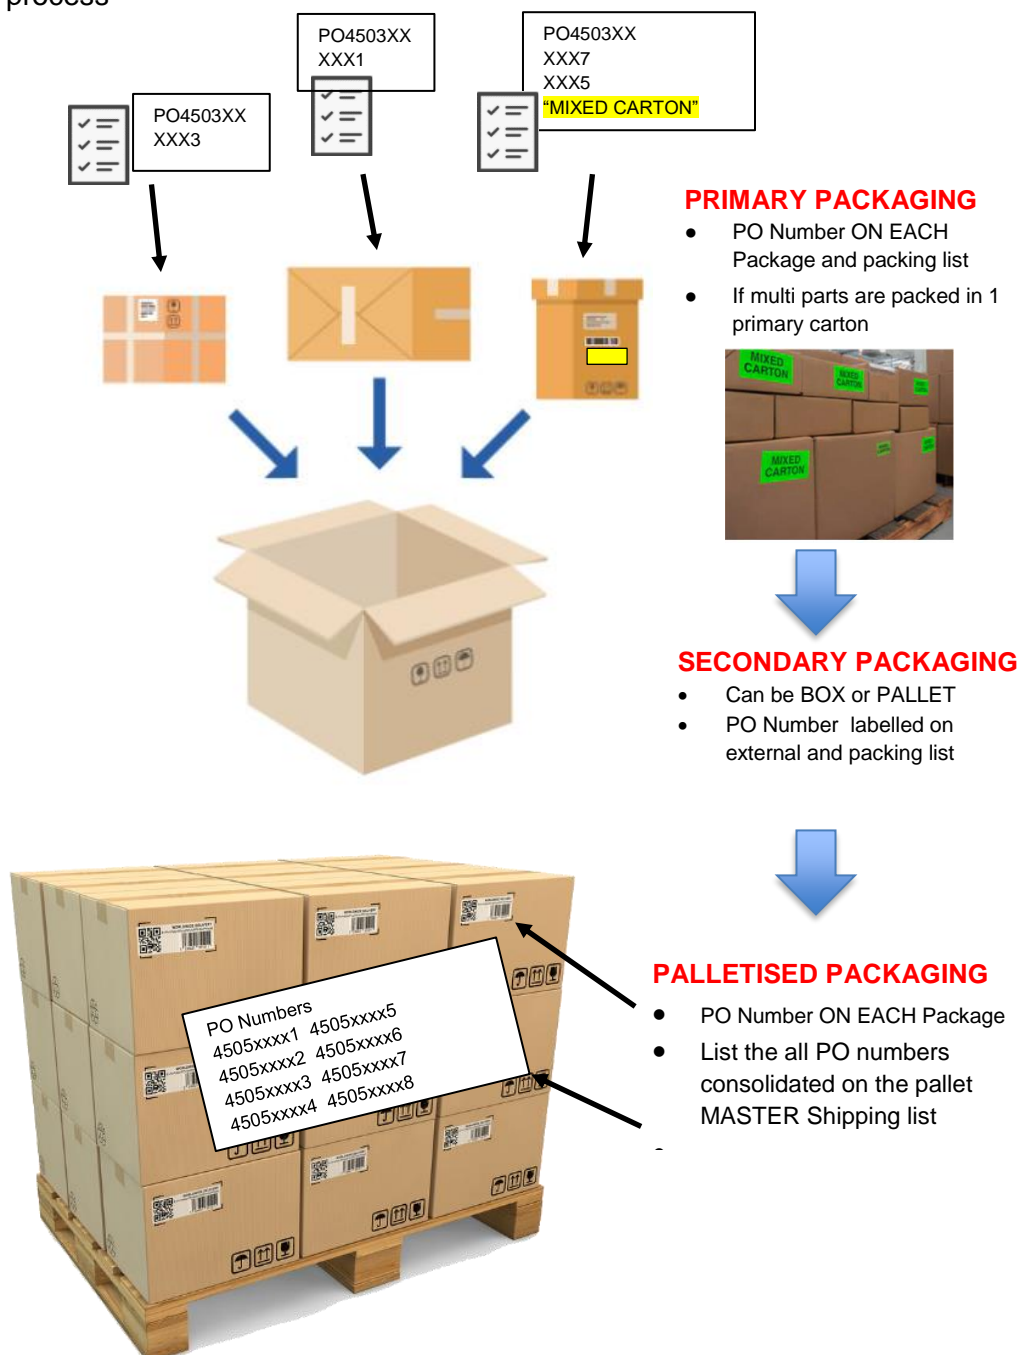 process
PO4503XX
XXX3
PO4503XX
XXX1
PO4503XX
XXX7
XXX5
“MIXED CARTON”
PRIMARY PACKAGING
● PO Number ON EACH
Package and packing list
● If multi parts are packed in 1
primary carton
MIXED
CARTON
MIXED
CARTON
MIXED
CARTON
MIXED
CARTON
SECONDARY PACKAGING
• Can be BOX or PALLET
• PO Number labelled on
external and packing list
PALLETISED PACKAGING
● PO Number ON EACH Package
● List the all PO numbers
consolidated on the pallet
MASTER Shipping list
PO Numbers
4505xxxx1 4505xxxx5
4505xxxx2 4505xxxx6
4505xxxx3 4505xxxx7
4505xxxx4 4505xxxx8